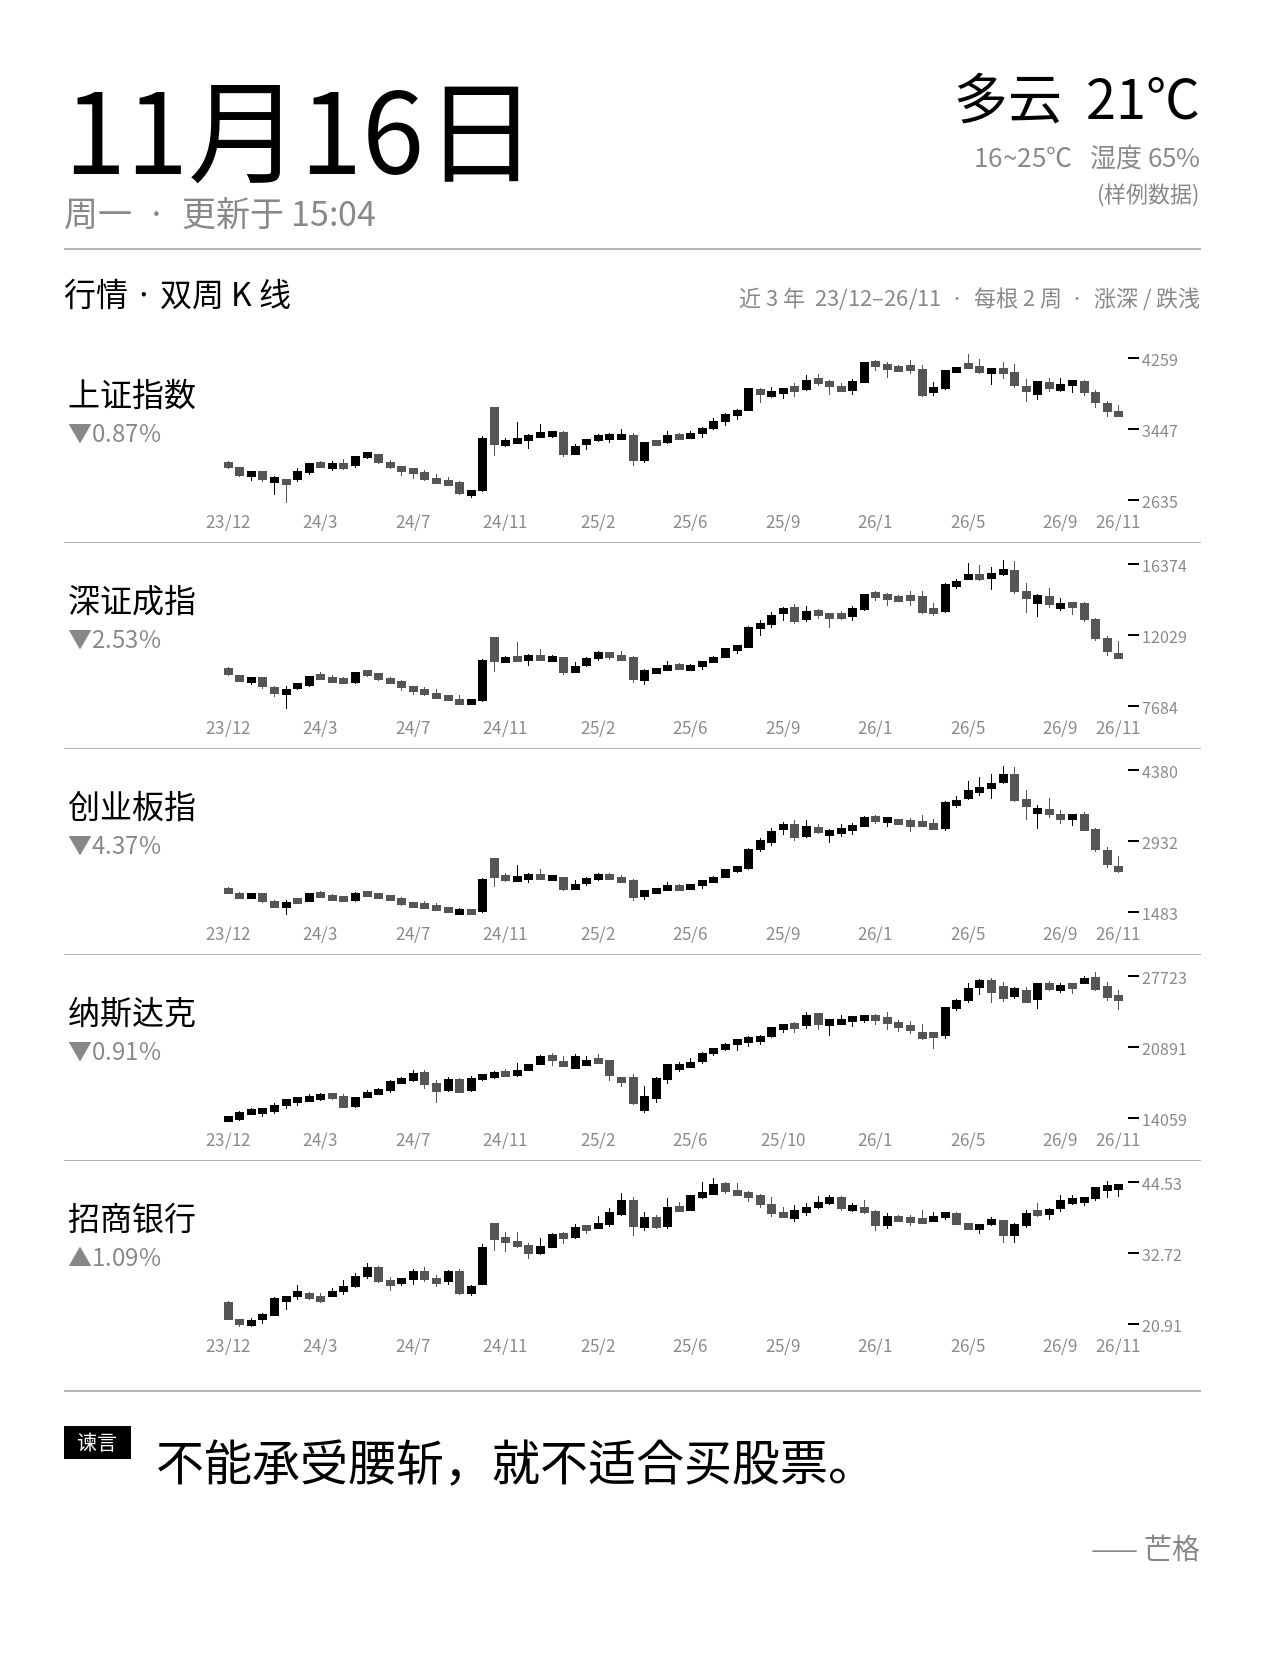 11月16日
多云 21°C
16~25°C 湿度 65%
(样例数据)
周一 · 更新于 15:04
行情 · 双周 K 线
近 3 年 23/12–26/11 · 每根 2 周 · 涨深 / 跌浅
上证指数
▼0.87%
4259
3447
2635
23/12 24/3 24/7 24/11 25/2 25/6 25/9 26/1 26/5 26/9 26/11
深证成指
▼2.53%
16374
12029
7684
23/12 24/3 24/7 24/11 25/2 25/6 25/9 26/1 26/5 26/9 26/11
创业板指
▼4.37%
4380
2932
1483
23/12 24/3 24/7 24/11 25/2 25/6 25/9 26/1 26/5 26/9 26/11
纳斯达克
▼0.91%
27723
20891
14059
23/12 24/3 24/7 24/11 25/2 25/6 25/10 26/1 26/5 26/9 26/11
招商银行
▲1.09%
44.53
32.72
20.91
23/12 24/3 24/7 24/11 25/2 25/6 25/9 26/1 26/5 26/9 26/11
谏言
不能承受腰斩，就不适合买股票。
—— 芒格